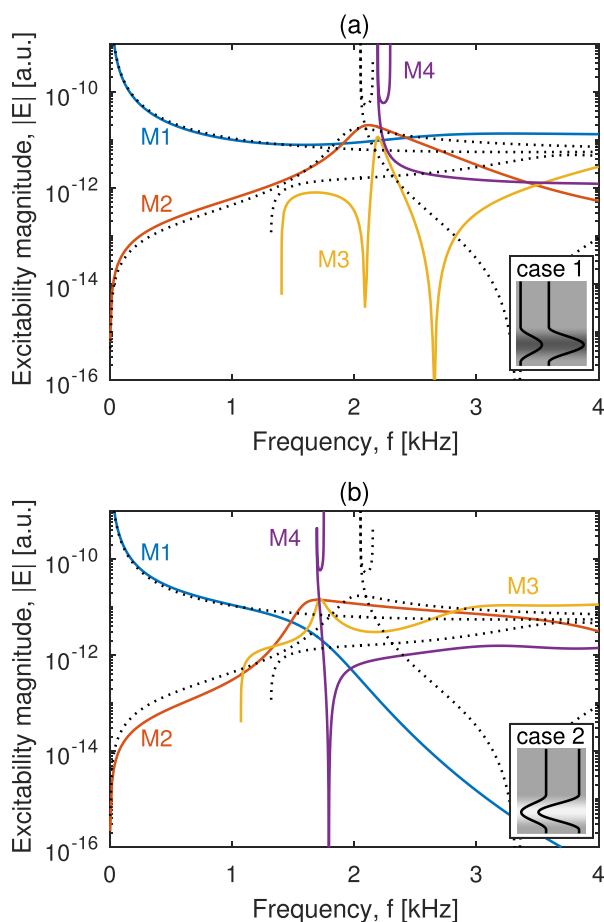 (a)
Excitability magnitude, |E| [a.u.]
10^-10
10^-12
10^-14
10^-16
M1
M2
M3
M4
case 1
0 1 2 3 4
Frequency, f [kHz]
(b)
Excitability magnitude, |E| [a.u.]
10^-10
10^-12
10^-14
10^-16
M1
M4
M3
M2
case 2
0 1 2 3 4
Frequency, f [kHz]